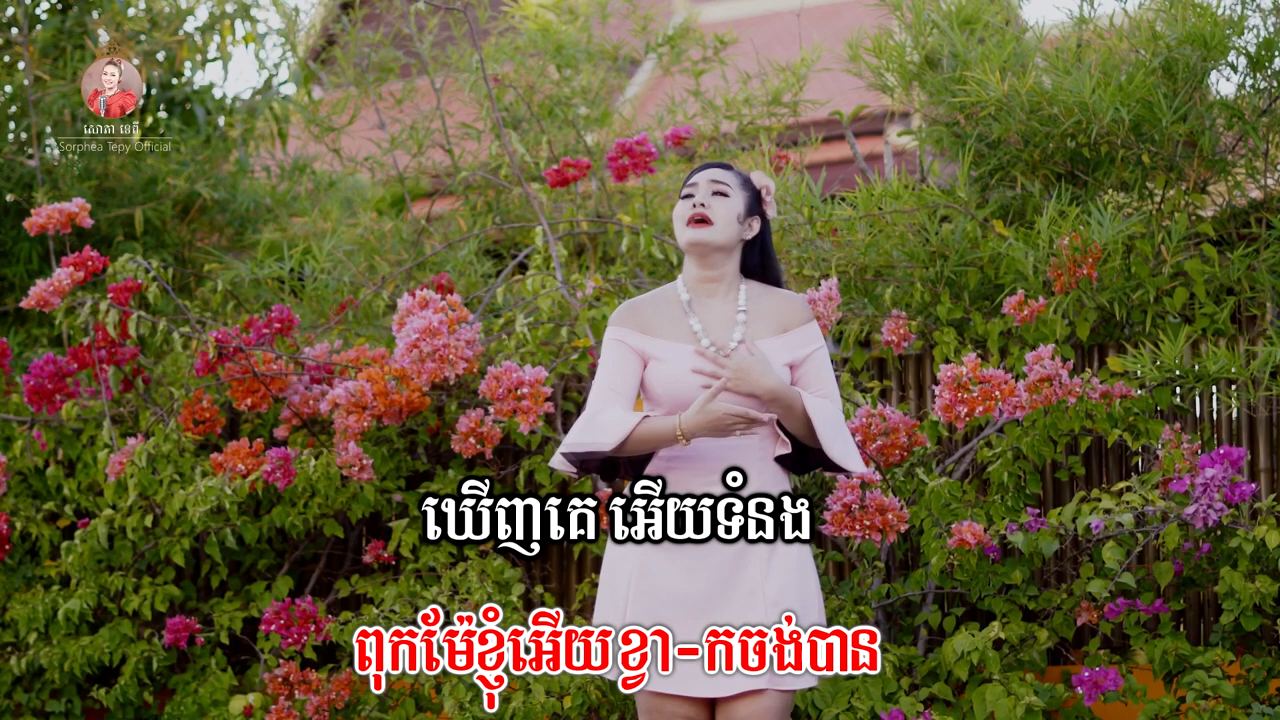 សោភា ទេពី
Sorphea Tepy Official
ឃើញគេ អើយទំនង
ពុកម៉ែខ្ញុំអើយ ខ្វា-កចង់បាន